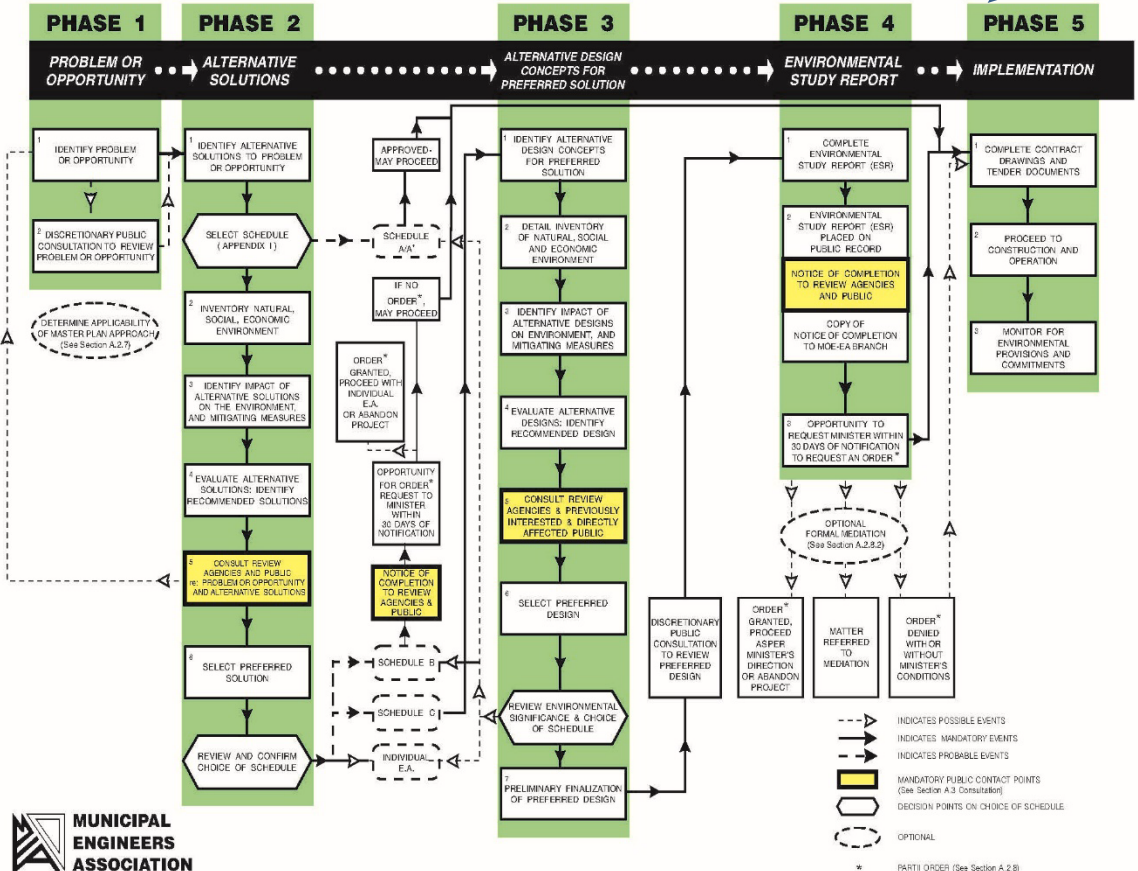 PHASE 1
PHASE 2
PHASE 3
PHASE 4
PHASE 5
PROBLEM OR
OPPORTUNITY
ALTERNATIVE
SOLUTIONS
ALTERNATIVE DESIGN
CONCEPTS FOR
PREFERRED SOLUTION
ENVIRONMENTAL
STUDY REPORT
IMPLEMENTATION
1
IDENTIFY PROBLEM
OR OPPORTUNITY
2
DISCRETIONARY PUBLIC
CONSULTATION TO REVIEW
PROBLEM OR OPPORTUNITY
DETERMINE APPLICABILITY
OF MASTER PLAN APPROACH
(See Section A.2.7)
1
IDENTIFY ALTERNATIVE
SOLUTIONS TO PROBLEM
OR OPPORTUNITY
SELECT SCHEDULE
(APPENDIX I)
2
INVENTORY NATURAL,
SOCIAL, ECONOMIC
ENVIRONMENT
3
IDENTIFY IMPACT OF
ALTERNATIVE SOLUTIONS
ON THE ENVIRONMENT,
AND MITIGATING MEASURES
4
EVALUATE ALTERNATIVE
SOLUTIONS: IDENTIFY
RECOMMENDED SOLUTIONS
5
CONSULT REVIEW
AGENCIES AND PUBLIC
re: PROBLEM OR OPPORTUNITY
AND ALTERNATIVE SOLUTIONS
6
SELECT PREFERRED
SOLUTION
REVIEW AND CONFIRM
CHOICE OF SCHEDULE
APPROVED-
MAY PROCEED
SCHEDULE
A/A+
IF NO
ORDER*,
MAY PROCEED
ORDER*
GRANTED,
PROCEED WITH
INDIVIDUAL
E.A.
OR ABANDON
PROJECT
OPPORTUNITY
FOR ORDER*
REQUEST TO
MINISTER
WITHIN
30 DAYS OF
NOTIFICATION
NOTICE OF
COMPLETION
TO REVIEW
AGENCIES &
PUBLIC
SCHEDULE B
SCHEDULE C
INDIVIDUAL
E.A.
1
IDENTIFY ALTERNATIVE
DESIGN CONCEPTS
FOR PREFERRED
SOLUTION
2
DETAIL INVENTORY
OF NATURAL, SOCIAL
AND ECONOMIC
ENVIRONMENT
3
IDENTIFY IMPACT OF
ALTERNATIVE DESIGNS
ON ENVIRONMENT, AND
MITIGATING MEASURES
4
EVALUATE ALTERNATIVE
DESIGNS: IDENTIFY
RECOMMENDED DESIGN
5
CONSULT REVIEW
AGENCIES & PREVIOUSLY
INTERESTED & DIRECTLY
AFFECTED PUBLIC
6
SELECT PREFERRED
DESIGN
REVIEW ENVIRONMENTAL
SIGNIFICANCE & CHOICE
OF SCHEDULE
7
PRELIMINARY FINALIZATION
OF PREFERRED DESIGN
DISCRETIONARY
PUBLIC
CONSULTATION
TO REVIEW
PREFERRED
DESIGN
1
COMPLETE
ENVIRONMENTAL
STUDY REPORT (ESR)
2
ENVIRONMENTAL
STUDY REPORT (ESR)
PLACED ON
PUBLIC RECORD
NOTICE OF COMPLETION
TO REVIEW AGENCIES
AND PUBLIC
COPY OF
NOTICE OF COMPLETION
TO MOE-EA BRANCH
3
OPPORTUNITY TO
REQUEST MINISTER WITHIN
30 DAYS OF NOTIFICATION
TO REQUEST AN ORDER*
OPTIONAL
FORMAL MEDIATION
(See Section A.2.8.2)
ORDER*
GRANTED,
PROCEED
ASPER
MINISTER'S
DIRECTION
OR ABANDON
PROJECT
MATTER
REFERRED
TO
MEDIATION
ORDER*
DENIED
WITH OR
WITHOUT
MINISTER'S
CONDITIONS
1
COMPLETE CONTRACT
DRAWINGS AND
TENDER DOCUMENTS
2
PROCEED TO
CONSTRUCTION AND
OPERATION
3
MONITOR FOR
ENVIRONMENTAL
PROVISIONS AND
COMMITMENTS
INDICATES POSSIBLE EVENTS
INDICATES MANDATORY EVENTS
INDICATES PROBABLE EVENTS
MANDATORY PUBLIC CONTACT POINTS
(See Section A.3 Consultation)
DECISION POINTS ON CHOICE OF SCHEDULE
OPTIONAL
* PART II ORDER (See Section A.2.8)
MUNICIPAL
ENGINEERS
ASSOCIATION